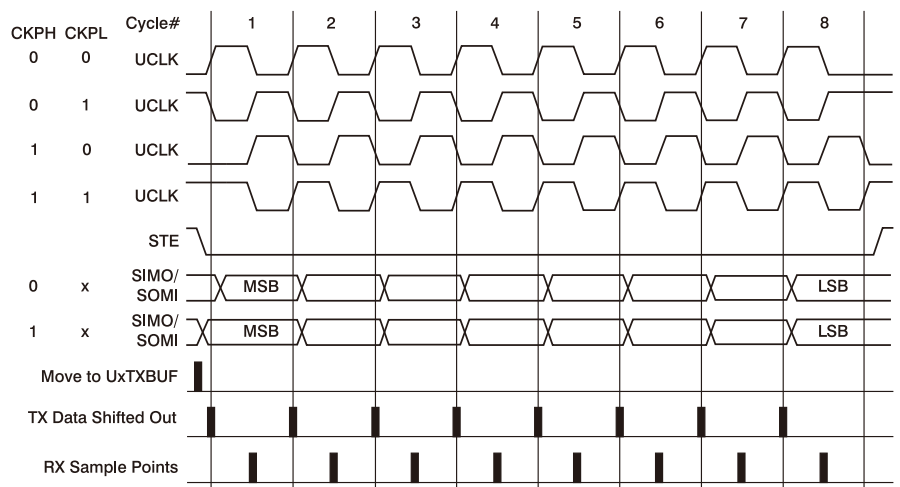 Cycle# 1 2 3 4 5 6 7 8
CKPH CKPL
0 0 UCLK
0 1 UCLK
1 0 UCLK
1 1 UCLK
STE
0 x SIMO/
SOMI MSB LSB
1 x SIMO/
SOMI MSB LSB
Move to UxTXBUF
TX Data Shifted Out
RX Sample Points